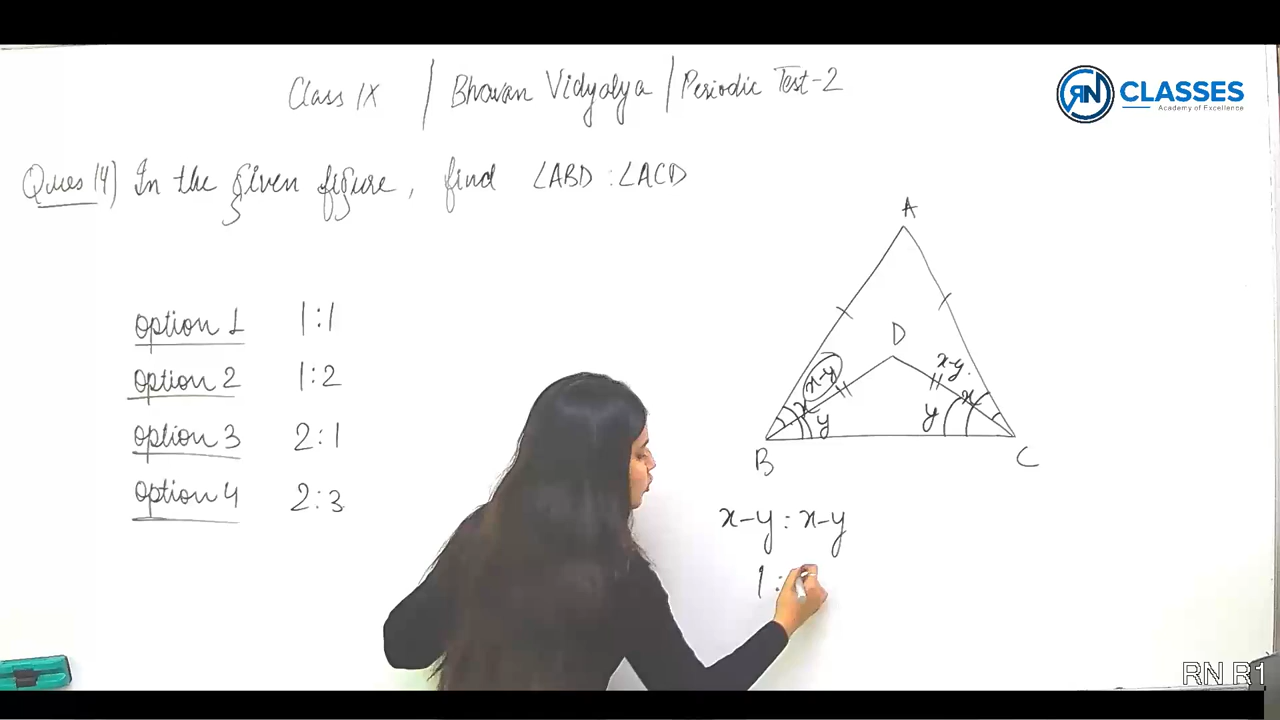 Class IX / Bhavan Vidyalya / Periodic Test-2
RN CLASSES
Academy of Excellence
Ques 14) In the given figure, find ∠ABD : ∠ACD
option 1 1:1
option 2 1:2
option 3 2:1
option 4 2:3
A
D
x-y
x-y
x
y
y
x
B
C
x-y : x-y
1 :
RN R1